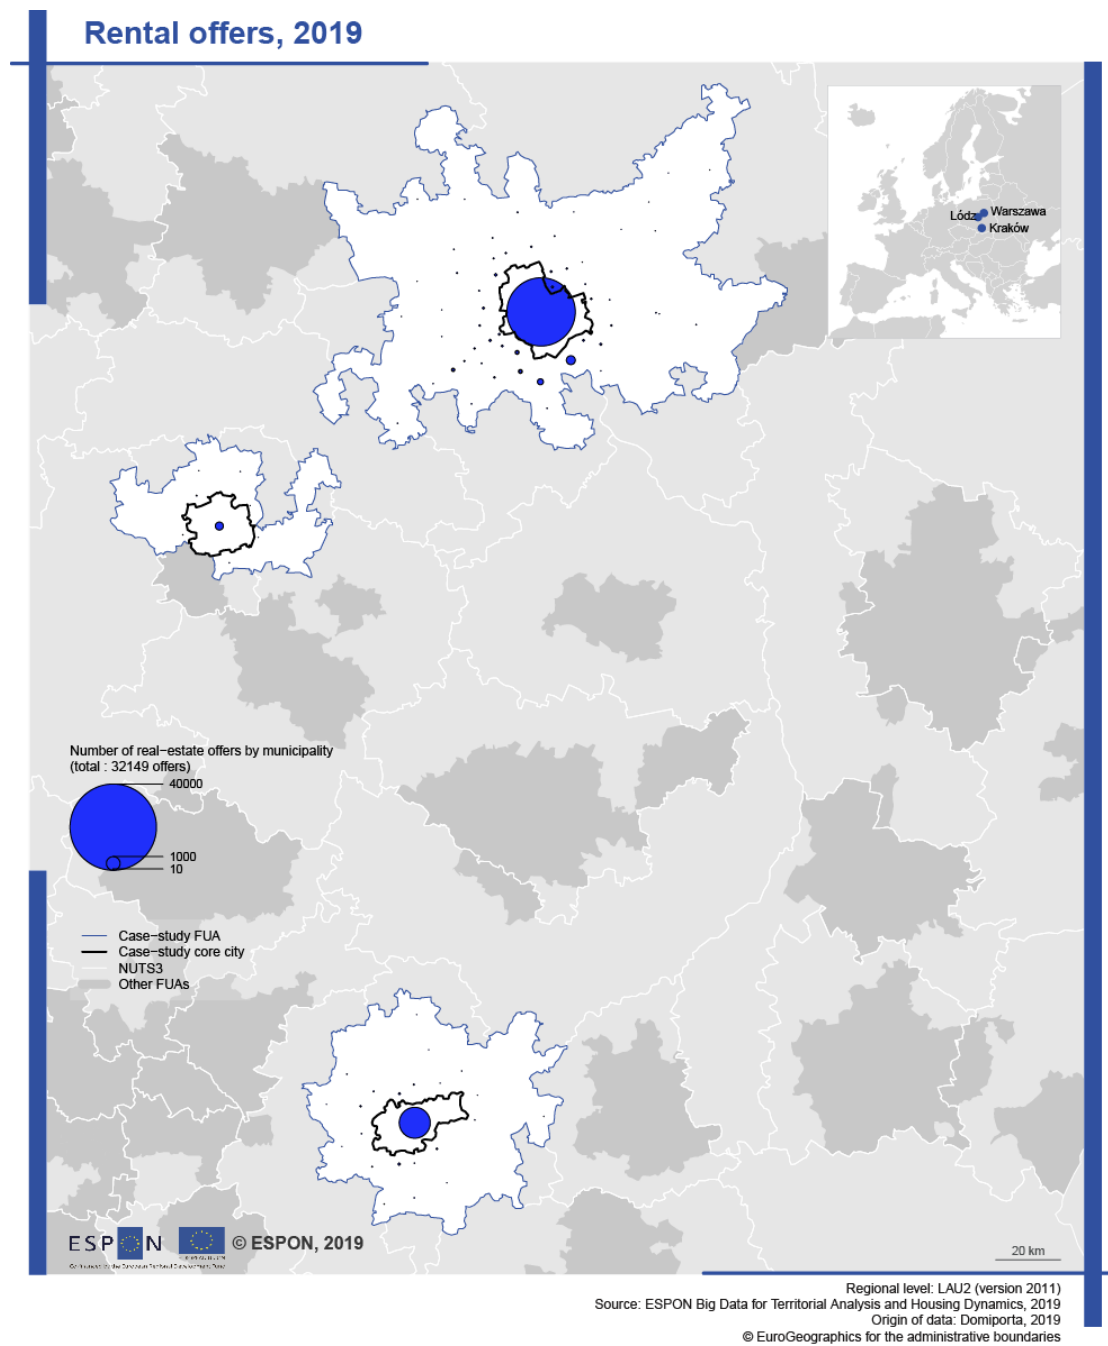 Rental offers, 2019
Lódz
Warszawa
Kraków
Number of real−estate offers by municipality
(total : 32149 offers)
40000
1000
10
Case−study FUA
Case−study core city
NUTS3
Other FUAs
ESPON
© ESPON, 2019
20 km
Regional level: LAU2 (version 2011)
Source: ESPON Big Data for Territorial Analysis and Housing Dynamics, 2019
Origin of data: Domiporta, 2019
© EuroGeographics for the administrative boundaries